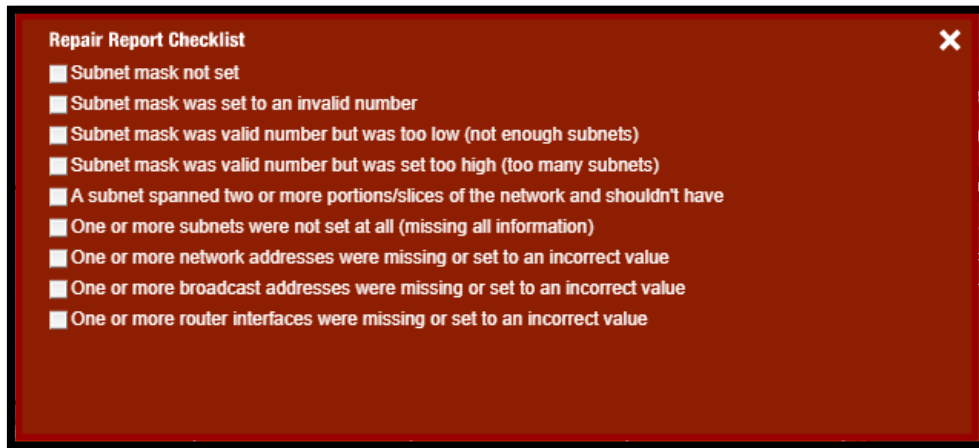 Repair Report Checklist
Subnet mask not set
Subnet mask was set to an invalid number
Subnet mask was valid number but was too low (not enough subnets)
Subnet mask was valid number but was set too high (too many subnets)
A subnet spanned two or more portions/slices of the network and shouldn't have
One or more subnets were not set at all (missing all information)
One or more network addresses were missing or set to an incorrect value
One or more broadcast addresses were missing or set to an incorrect value
One or more router interfaces were missing or set to an incorrect value